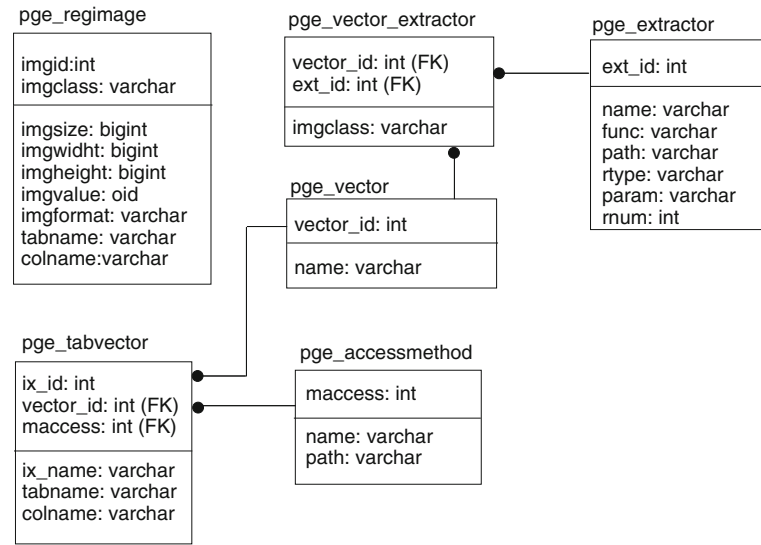 pge_regimage
imgid:int
imgclass: varchar
imgsize: bigint
imgwidht: bigint
imgheight: bigint
imgvalue: oid
imgformat: varchar
tabname: varchar
colname:varchar
pge_vector_extractor
vector_id: int (FK)
ext_id: int (FK)
imgclass: varchar
pge_extractor
ext_id: int
name: varchar
func: varchar
path: varchar
rtype: varchar
param: varchar
rnum: int
pge_vector
vector_id: int
name: varchar
pge_tabvector
ix_id: int
vector_id: int (FK)
maccess: int (FK)
ix_name: varchar
tabname: varchar
colname: varchar
pge_accessmethod
maccess: int
name: varchar
path: varchar